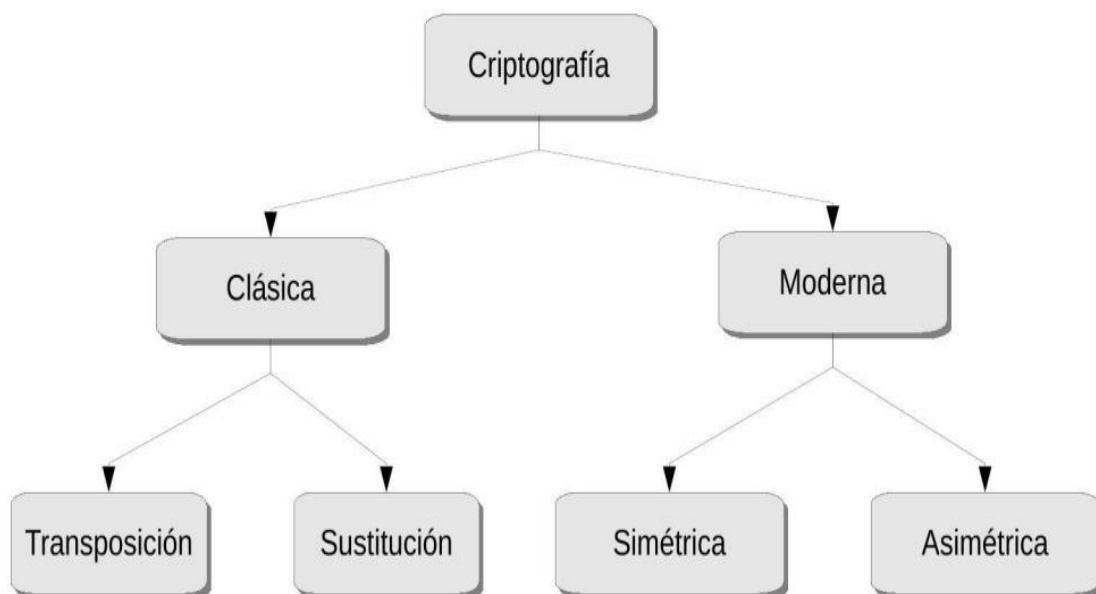 Criptografía
Clásica
Moderna
Transposición
Sustitución
Simétrica
Asimétrica